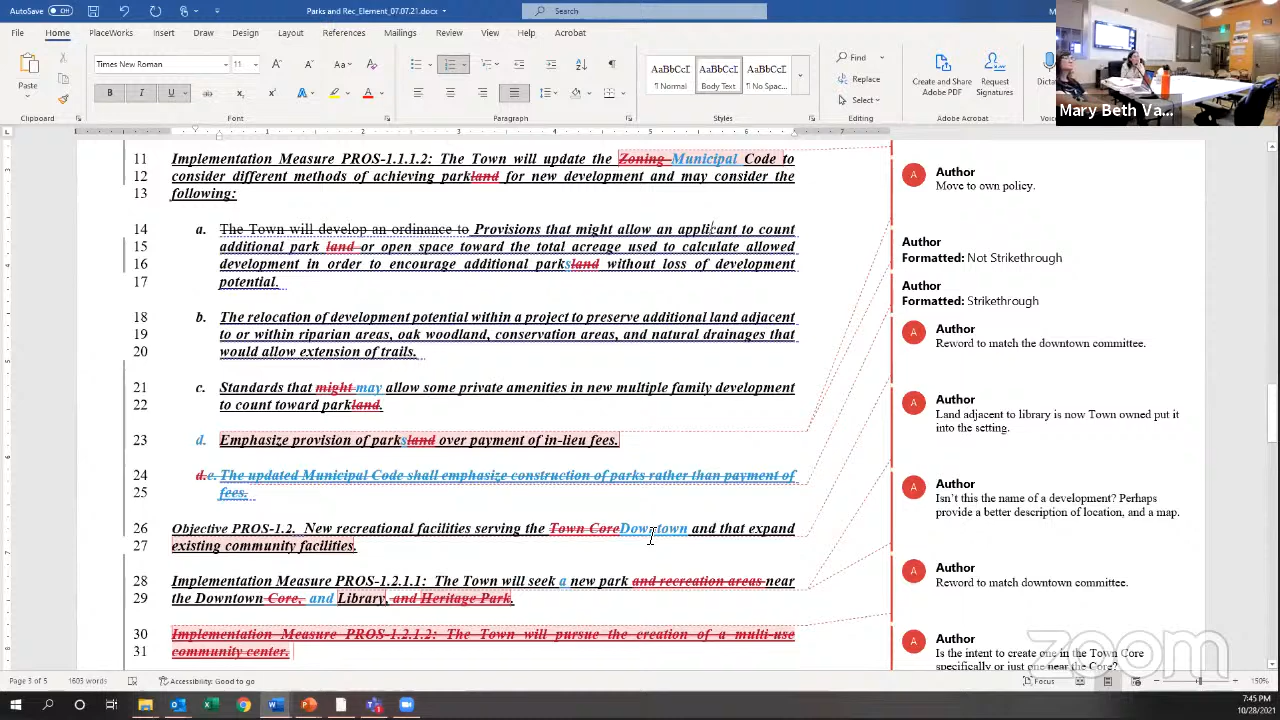 AutoSave Off
Parks and Rec_Element_07.07.21.docx
Search
File Home PlaceWorks Insert Draw Design Layout References Mailings Review View Help Acrobat
Paste
Times New Roman 11
Find
Replace
Select
AaBbCcI AaBbCcI AaBbCcI
¶ Normal Body Text ¶ No Spac...
Create and Share Adobe PDF
Request Signatures
Dictat
Clipboard Font Paragraph Styles Editing Adobe Acrobat
Mary Beth Va...
11 Implementation Measure PROS-1.1.1.2: The Town will update the Zoning Municipal Code to
12 consider different methods of achieving parkland for new development and may consider the
13 following:
14 a. The Town will develop an ordinance to Provisions that might allow an applicant to count
15 additional park land or open space toward the total acreage used to calculate allowed
16 development in order to encourage additional parksland without loss of development
17 potential.
18 b. The relocation of development potential within a project to preserve additional land adjacent
19 to or within riparian areas, oak woodland, conservation areas, and natural drainages that
20 would allow extension of trails.
21 c. Standards that might may allow some private amenities in new multiple family development
22 to count toward parkland.
23 d. Emphasize provision of parksland over payment of in-lieu fees.
24 d.e. The updated Municipal Code shall emphasize construction of parks rather than payment of
25 fees.
26 Objective PROS-1.2. New recreational facilities serving the Town CoreDowntown and that expand
27 existing community facilities.
28 Implementation Measure PROS-1.2.1.1: The Town will seek a new park and recreation areas near
29 the Downtown Core, and Library, and Heritage Park.
30 Implementation Measure PROS-1.2.1.2: The Town will pursue the creation of a multi-use
31 community center.
A Author
Move to own policy.
Author
Formatted: Not Strikethrough
Author
Formatted: Strikethrough
A Author
Reword to match the downtown committee.
A Author
Land adjacent to library is now Town owned put it
into the setting.
A Author
Isn't this the name of a development? Perhaps
provide a better description of location, and a map.
A Author
Reword to match downtown committee.
A Author
Is the intent to create one in the Town Core
specifically or just one near the Core?
zoom
Page 3 of 5 1603 words Accessibility: Good to go Focus 150%
7:45 PM
10/28/2021